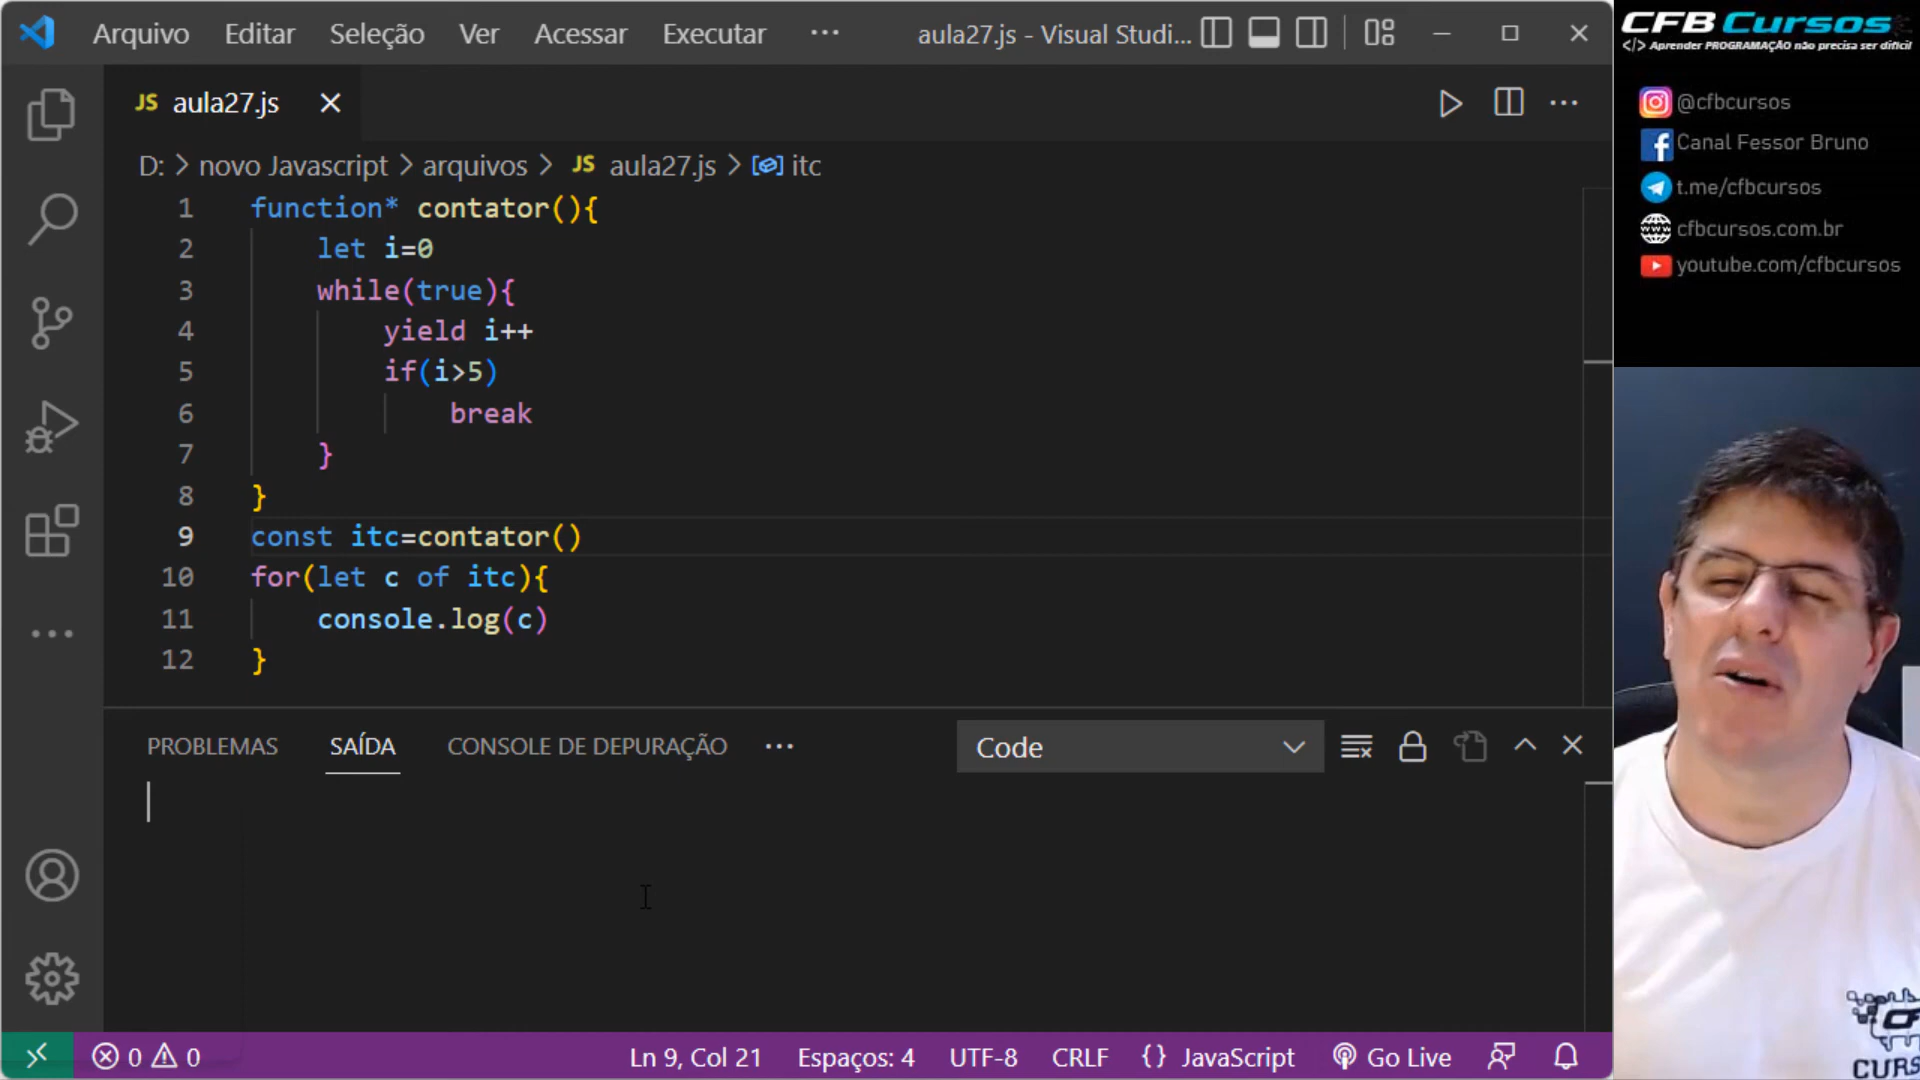 Arquivo Editar Seleção Ver Acessar Executar ··· aula27.js - Visual Studi...
JS aula27.js
D: > novo Javascript > arquivos > JS aula27.js > itc
1 function* contator(){
2     let i=0
3     while(true){
4         yield i++
5         if(i>5)
6             break
7     }
8 }
9 const itc=contator()
10 for(let c of itc){
11     console.log(c)
12 }
PROBLEMAS SAÍDA CONSOLE DE DEPURAÇÃO ··· Code
0 0 Ln 9, Col 21 Espaços: 4 UTF-8 CRLF {} JavaScript Go Live
CFB Cursos
</> Aprender PROGRAMAÇÃO não precisa ser difícil
@cfbcursos
Canal Fessor Bruno
t.me/cfbcursos
cfbcursos.com.br
youtube.com/cfbcursos